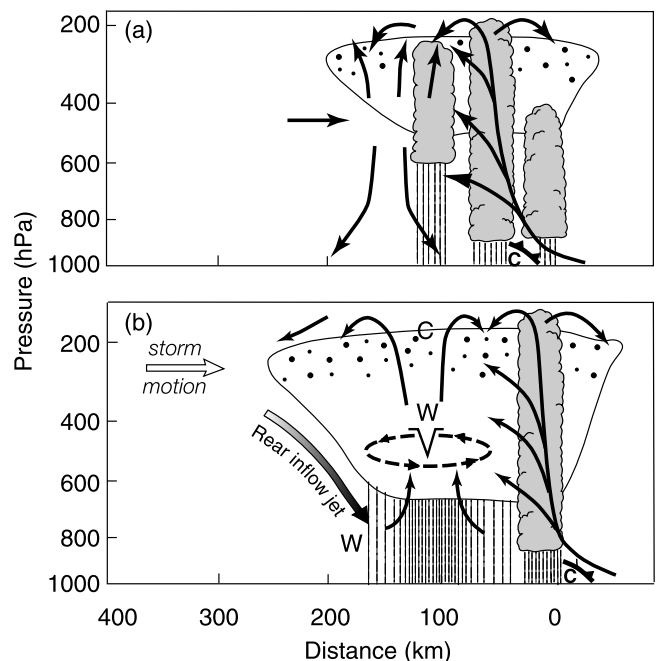 (a)
200
400
600
800
1000
C
Pressure (hPa)
(b)
storm
motion
C
W
V
Rear inflow jet
W
C
200
400
600
800
1000
400 300 200 100 0
Distance (km)